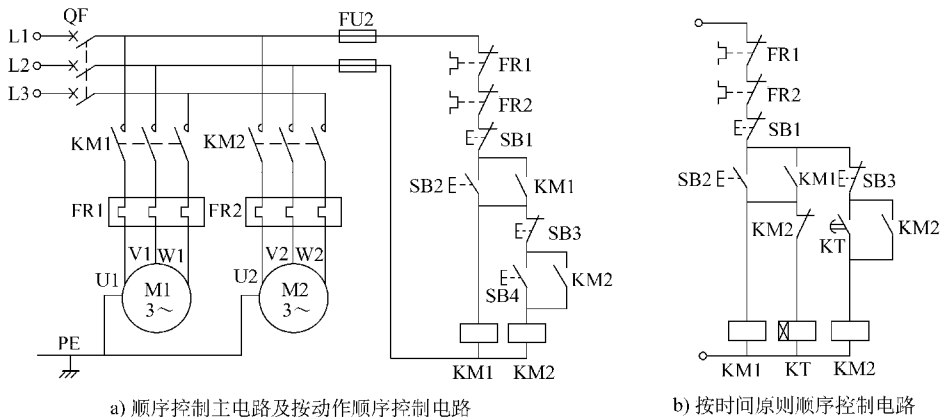 QF
L1
L2
L3
FU2
KM1
KM2
FR1
FR2
V1
W1
U1
V2
W2
U2
M1
3～
M2
3～
PE
FR1
FR2
SB1
SB2
KM1
SB3
SB4
KM2
KM1
KM2
a) 顺序控制主电路及按动作顺序控制电路
FR1
FR2
SB1
SB2
KM1
SB3
KM2
KT
KM2
KM1
KT
KM2
b) 按时间原则顺序控制电路